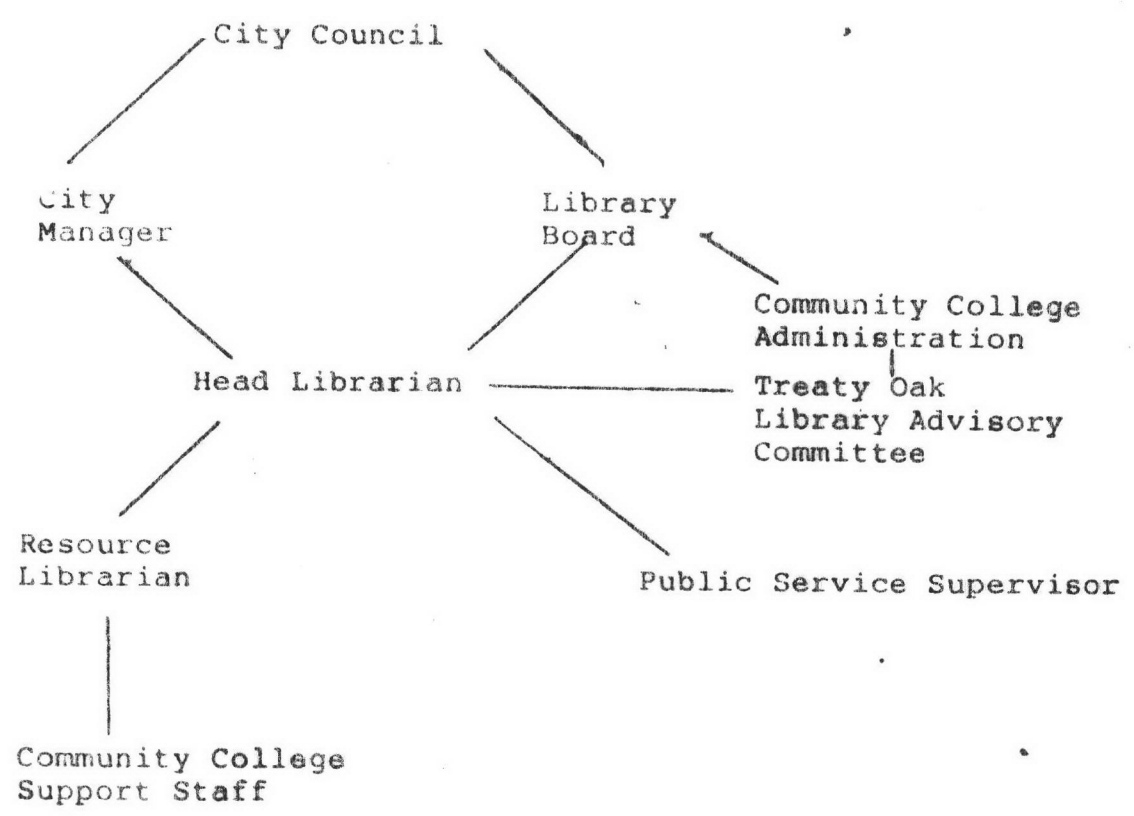 City Council
City
Manager
Library
Board
Community College
Administration
Head Librarian
Treaty Oak
Library Advisory
Committee
Resource
Librarian
Public Service Supervisor
Community College
Support Staff